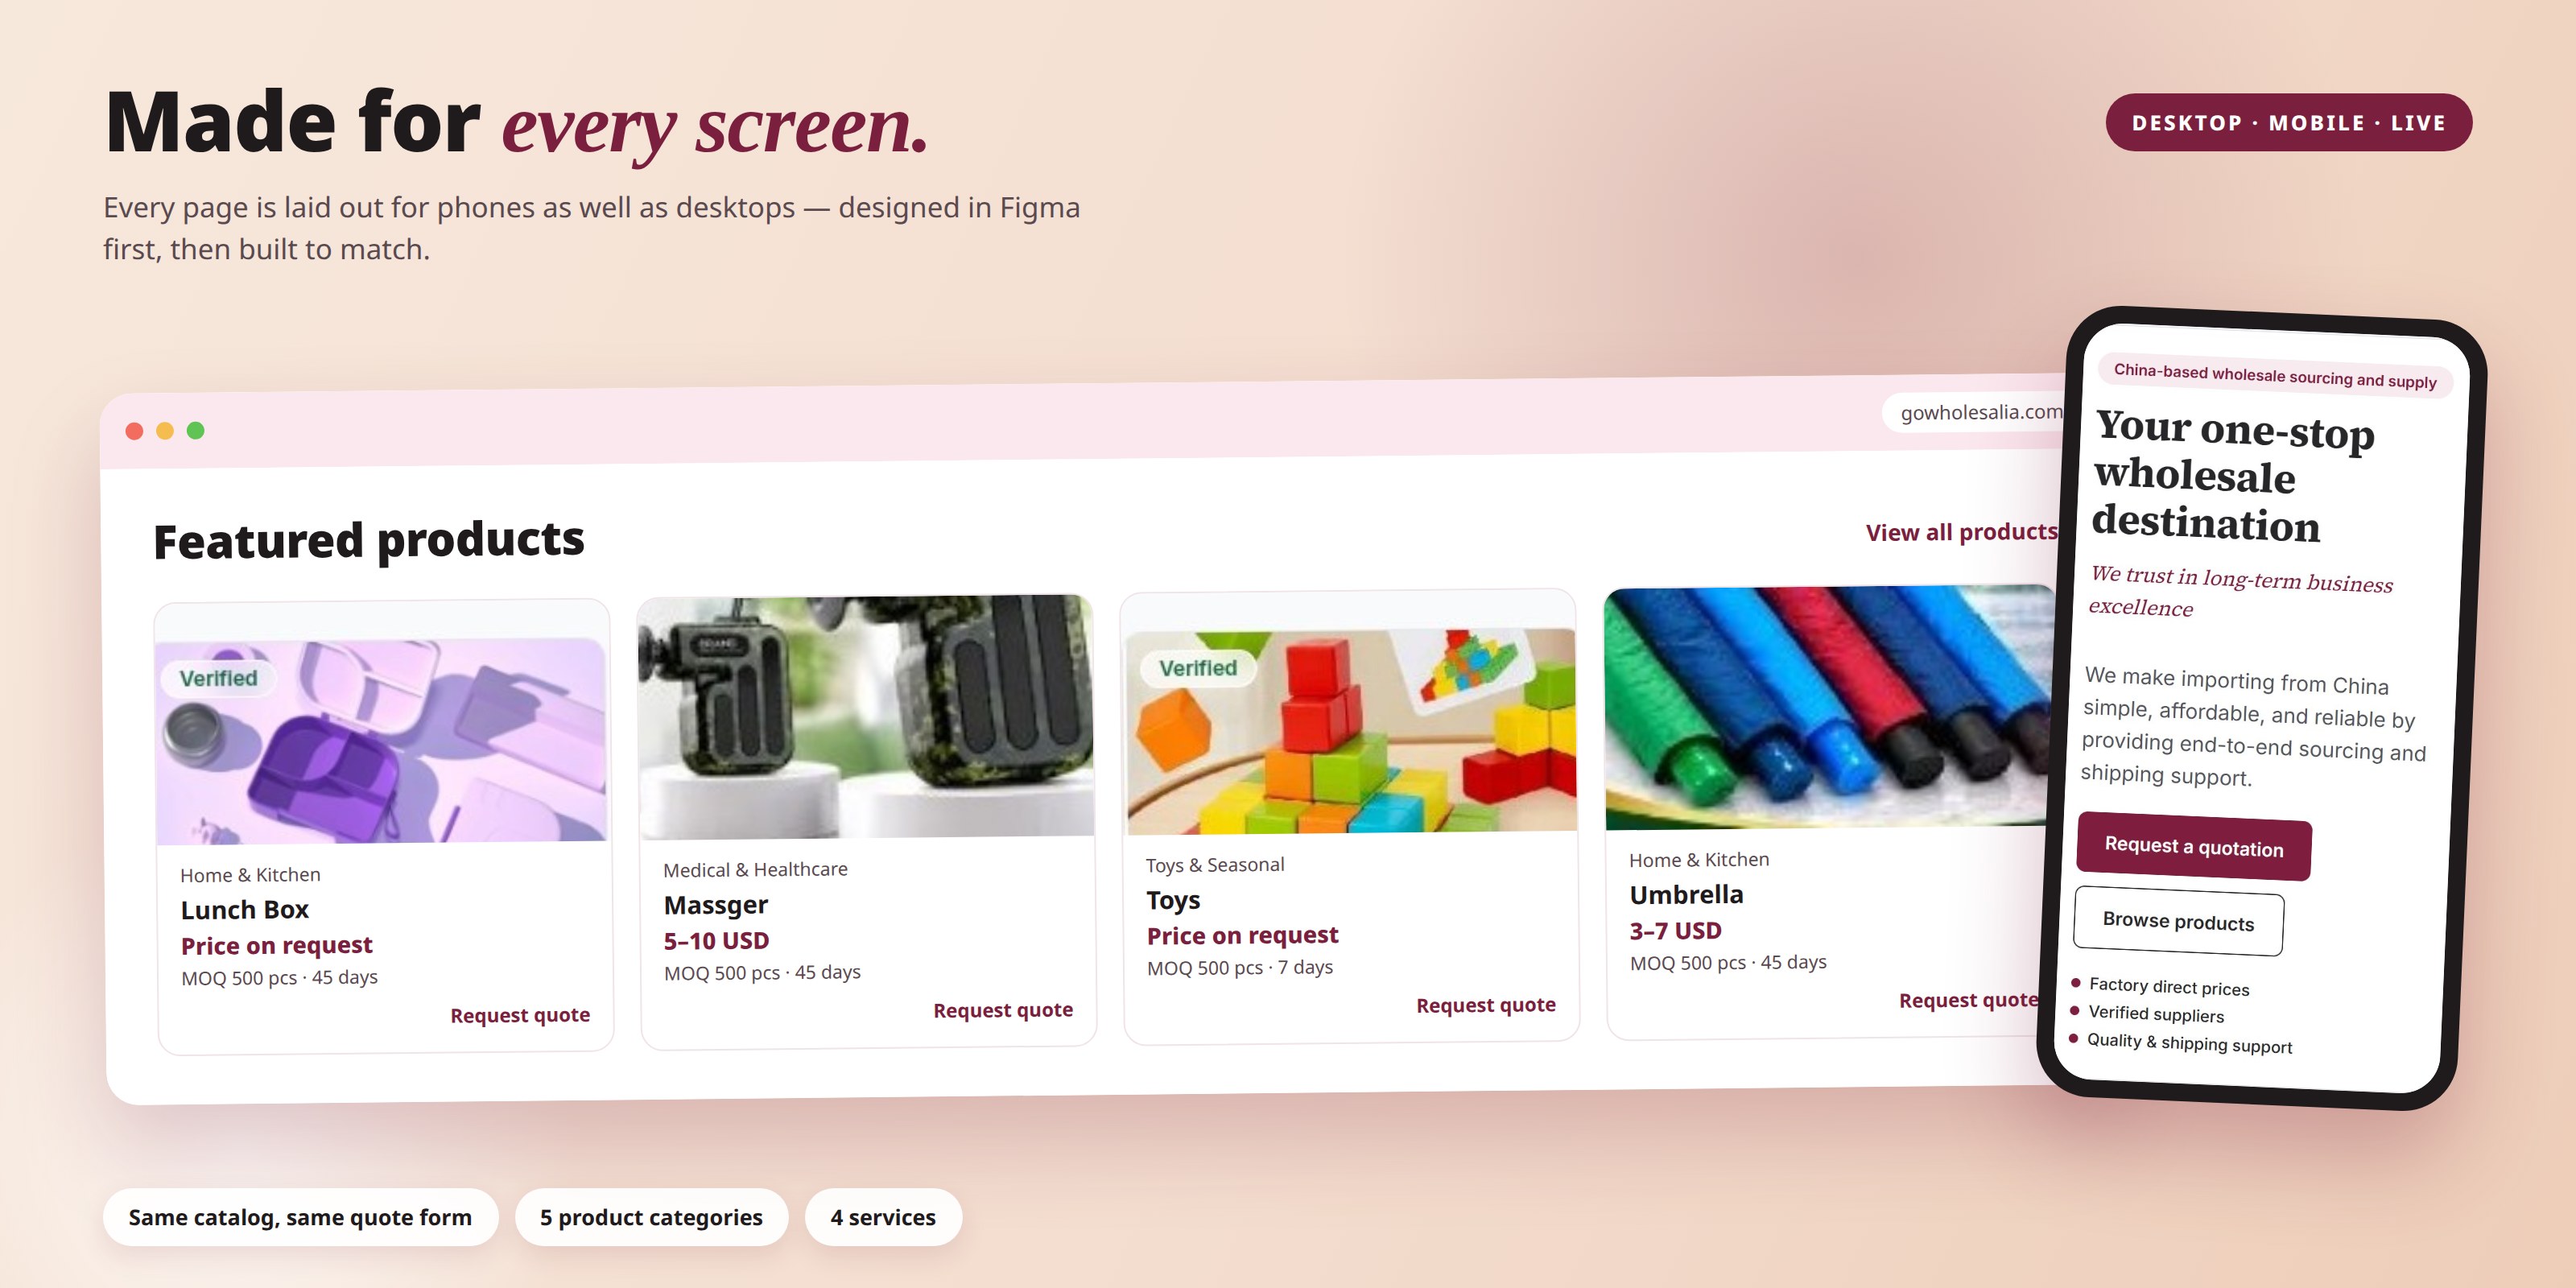 Made for every screen.
DESKTOP · MOBILE · LIVE
Every page is laid out for phones as well as desktops — designed in Figma
first, then built to match.
gowholesalia.com
Featured products
View all products
Verified
Home & Kitchen
Lunch Box
Price on request
MOQ 500 pcs · 45 days
Request quote
Medical & Healthcare
Massger
5–10 USD
MOQ 500 pcs · 45 days
Request quote
Verified
Toys & Seasonal
Toys
Price on request
MOQ 500 pcs · 7 days
Request quote
Home & Kitchen
Umbrella
3–7 USD
MOQ 500 pcs · 45 days
Request quote
China-based wholesale sourcing and supply
Your one-stop
wholesale
destination
We trust in long-term business
excellence
We make importing from China
simple, affordable, and reliable by
providing end-to-end sourcing and
shipping support.
Request a quotation
Browse products
Factory direct prices
Verified suppliers
Quality & shipping support
Same catalog, same quote form
5 product categories
4 services